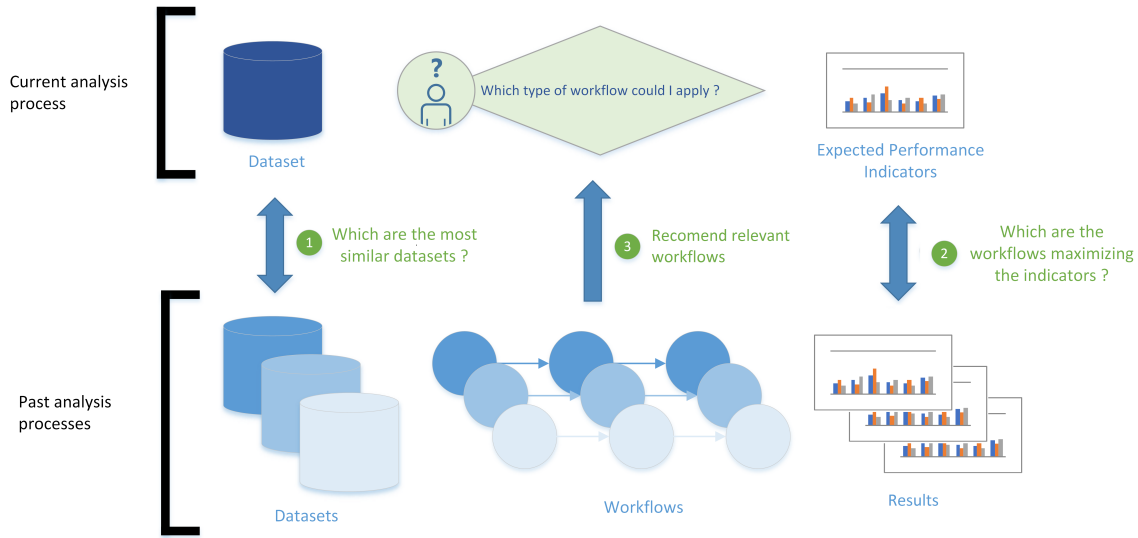 Current analysis
process
?
Which type of workflow could I apply ?
Dataset
Expected Performance
Indicators
1
Which are the most
similar datasets ?
3
Recomend relevant
workflows
2
Which are the
workflows maximizing
the indicators ?
Past analysis
processes
Datasets
Workflows
Results